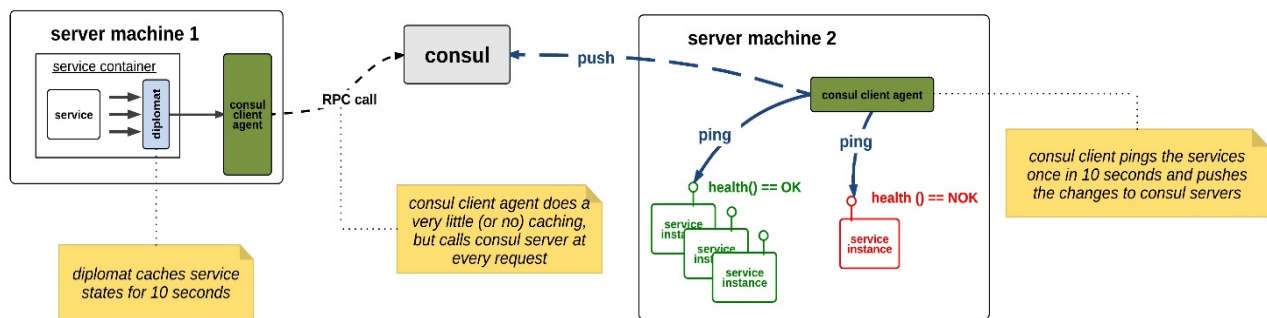 server machine 1
service container
service
diplomat
consul
client
agent
RPC call
consul
push
server machine 2
consul client agent
ping
ping
health() == OK
health () == NOK
service
instance
service
instance
service
instance
service
instance
diplomat caches service
states for 10 seconds
consul client agent does a
very little (or no) caching,
but calls consul server at
every request
consul client pings the services
once in 10 seconds and pushes
the changes to consul servers